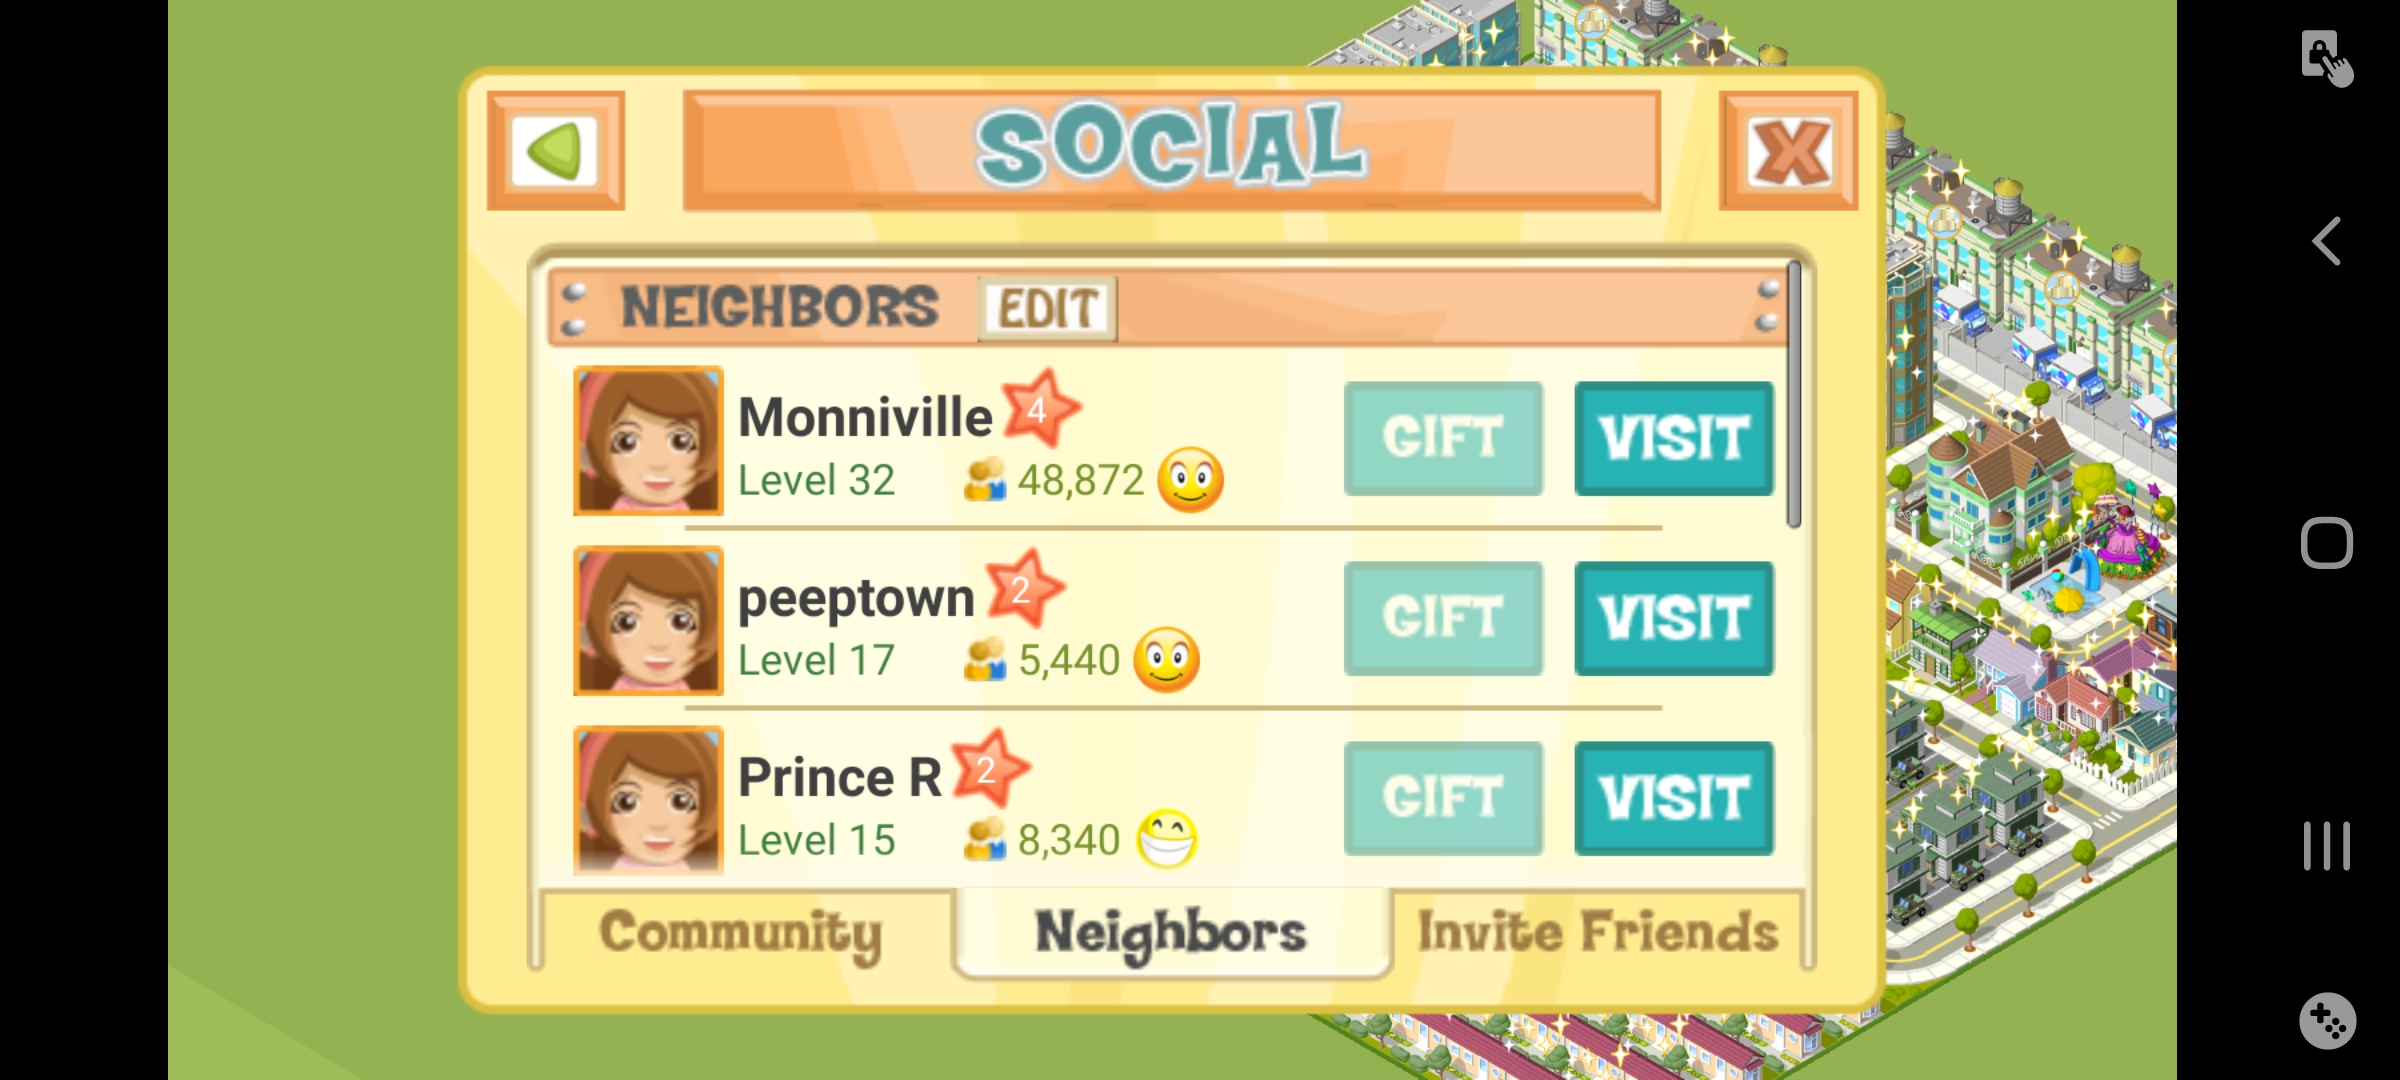 SOCIAL
X
NEIGHBORS EDIT
Monniville 4
Level 32 48,872
GIFT VISIT
peeptown 2
Level 17 5,440
GIFT VISIT
Prince R 2
Level 15 8,340
GIFT VISIT
Community Neighbors Invite Friends